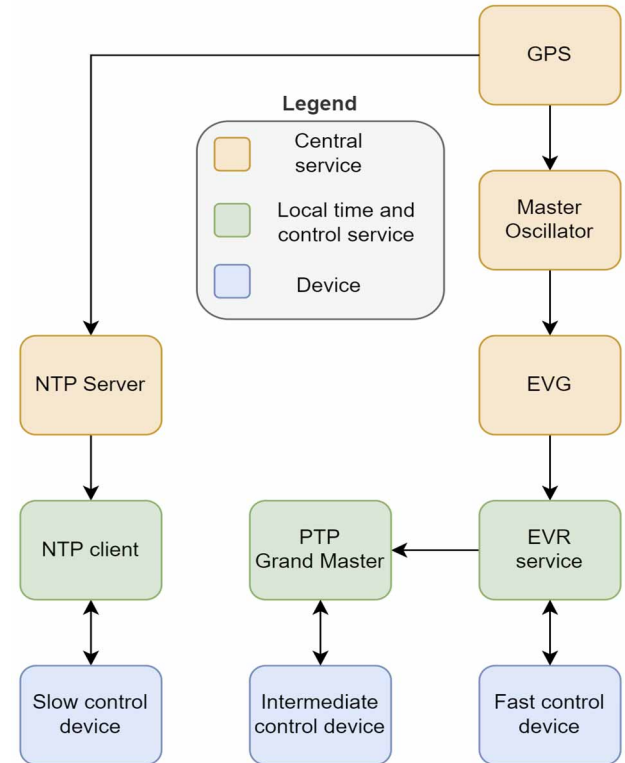 GPS
Legend
Central
service
Local time and
control service
Device
Master
Oscillator
NTP Server
EVG
NTP client
PTP
Grand Master
EVR
service
Slow control
device
Intermediate
control device
Fast control
device